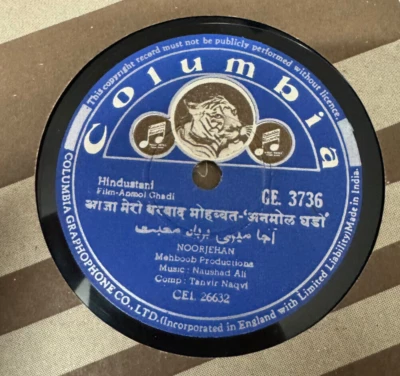 This copyright record must not be publicly performed without licence.
Columbia
Hindustani
Film-Anmol Ghadi
GE. 3736
आजा मेरी बरबाद मोहब्बत-'अनमोल घडी'
آجا میری برباد محبت
NOORJEHAN
Mehboob Productions
Music : Naushad Ali
Comp : Tanvir Naqvi
CEI. 26632
COLUMBIA GRAPHOPHONE CO., LTD. (Incorporated in England with Limited Liability) Made in India.